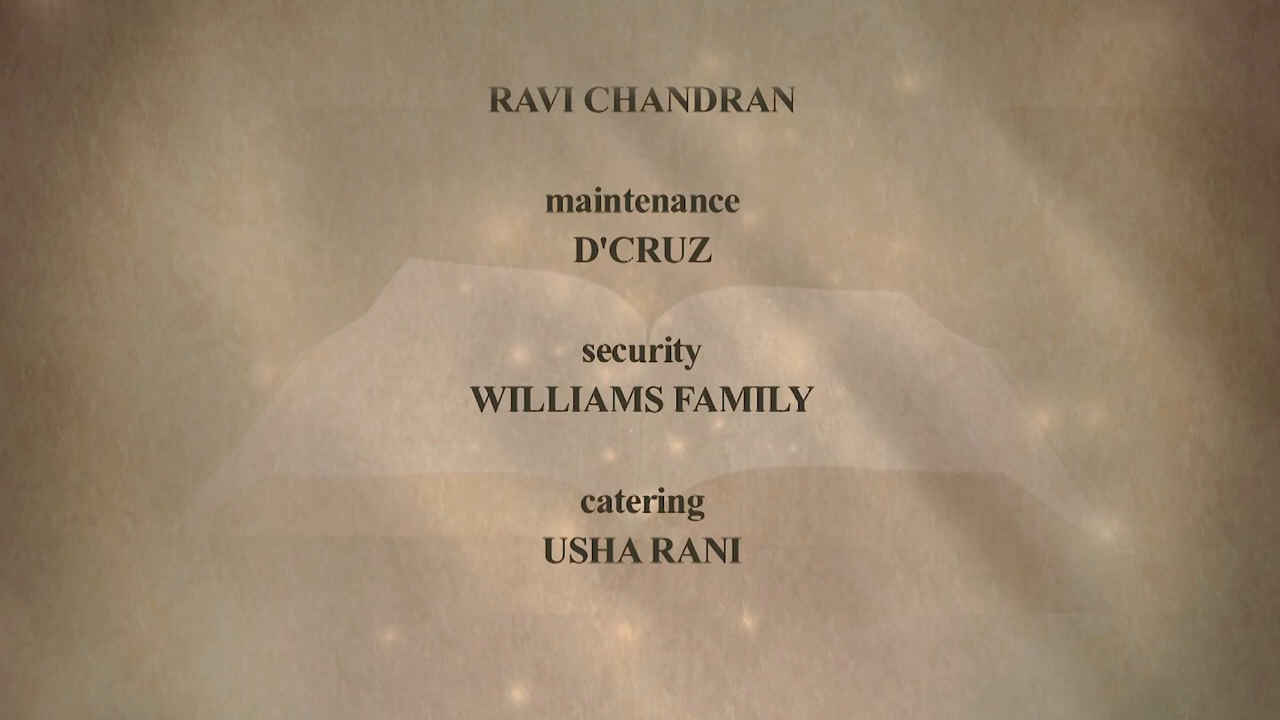 RAVI CHANDRAN
maintenance
D'CRUZ
security
WILLIAMS FAMILY
catering
USHA RANI